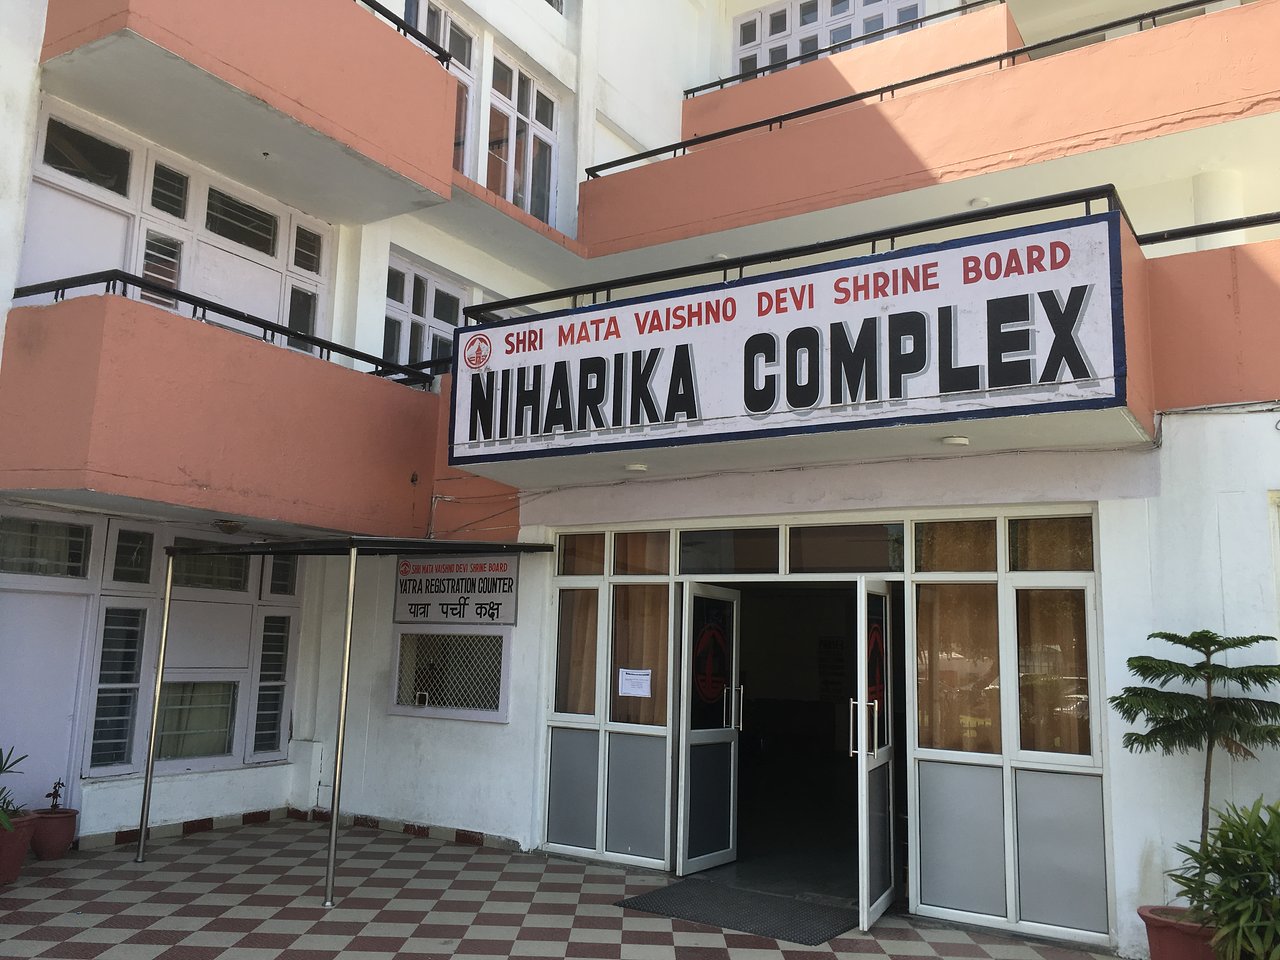 SHRI MATA VAISHNO DEVI SHRINE BOARD
NIHARIKA COMPLEX
SHRI MATA VAISHNO DEVI SHRINE BOARD
YATRA REGISTRATION COUNTER
यात्रा पर्ची कक्ष